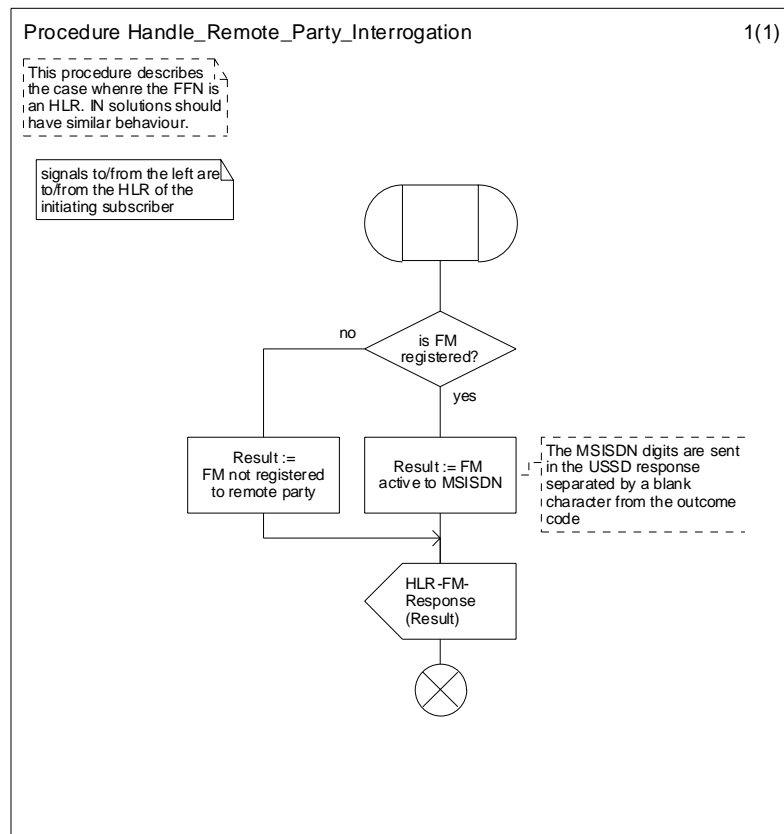 Procedure Handle_Remote_Party_Interrogation 1(1)
This procedure describes
the case whenre the FFN is
an HLR. IN solutions should
have similar behaviour.
signals to/from the left are
to/from the HLR of the
initiating subscriber
no
is FM
registered?
yes
Result :=
FM not registered
to remote party
Result := FM
active to MSISDN
The MSISDN digits are sent
in the USSD response
separated by a blank
character from the outcome
code
HLR-FM-
Response
(Result)